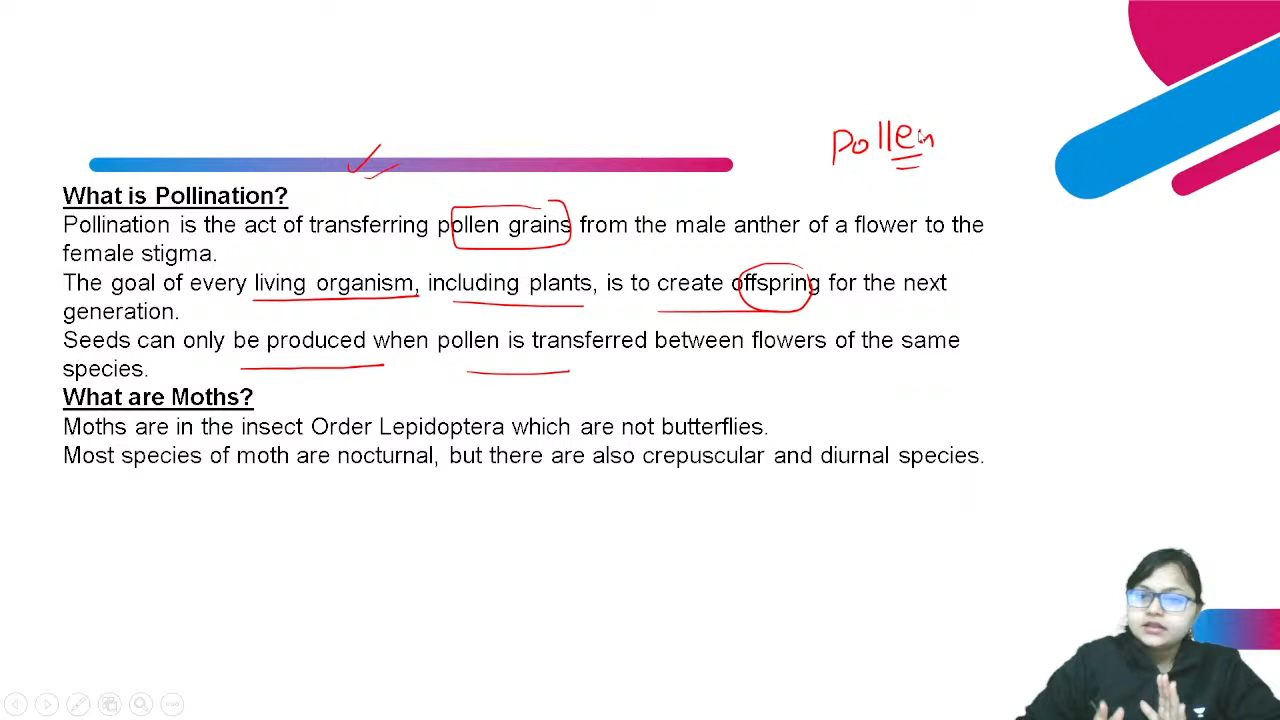 Pollen
What is Pollination?
Pollination is the act of transferring pollen grains from the male anther of a flower to the
female stigma.
The goal of every living organism, including plants, is to create offspring for the next
generation.
Seeds can only be produced when pollen is transferred between flowers of the same
species.
What are Moths?
Moths are in the insect Order Lepidoptera which are not butterflies.
Most species of moth are nocturnal, but there are also crepuscular and diurnal species.